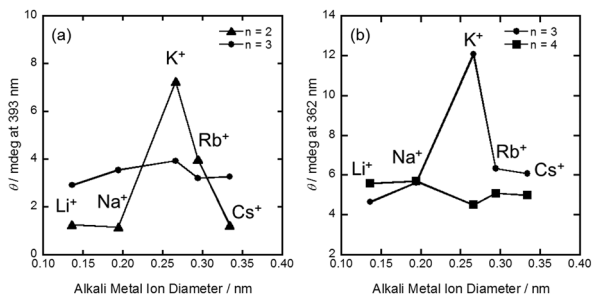 (a)
n = 2
n = 3
K⁺
Rb⁺
Li⁺
Na⁺
Cs⁺
θ / mdeg at 393 nm
10
8
6
4
2
0
0.10 0.15 0.20 0.25 0.30 0.35 0.40
Alkali Metal Ion Diameter / nm
(b)
n = 3
n = 4
K⁺
Rb⁺
Li⁺
Na⁺
Cs⁺
θ / mdeg at 362 nm
14
12
10
8
6
4
2
0.10 0.15 0.20 0.25 0.30 0.35 0.40
Alkali Metal Ion Diameter / nm